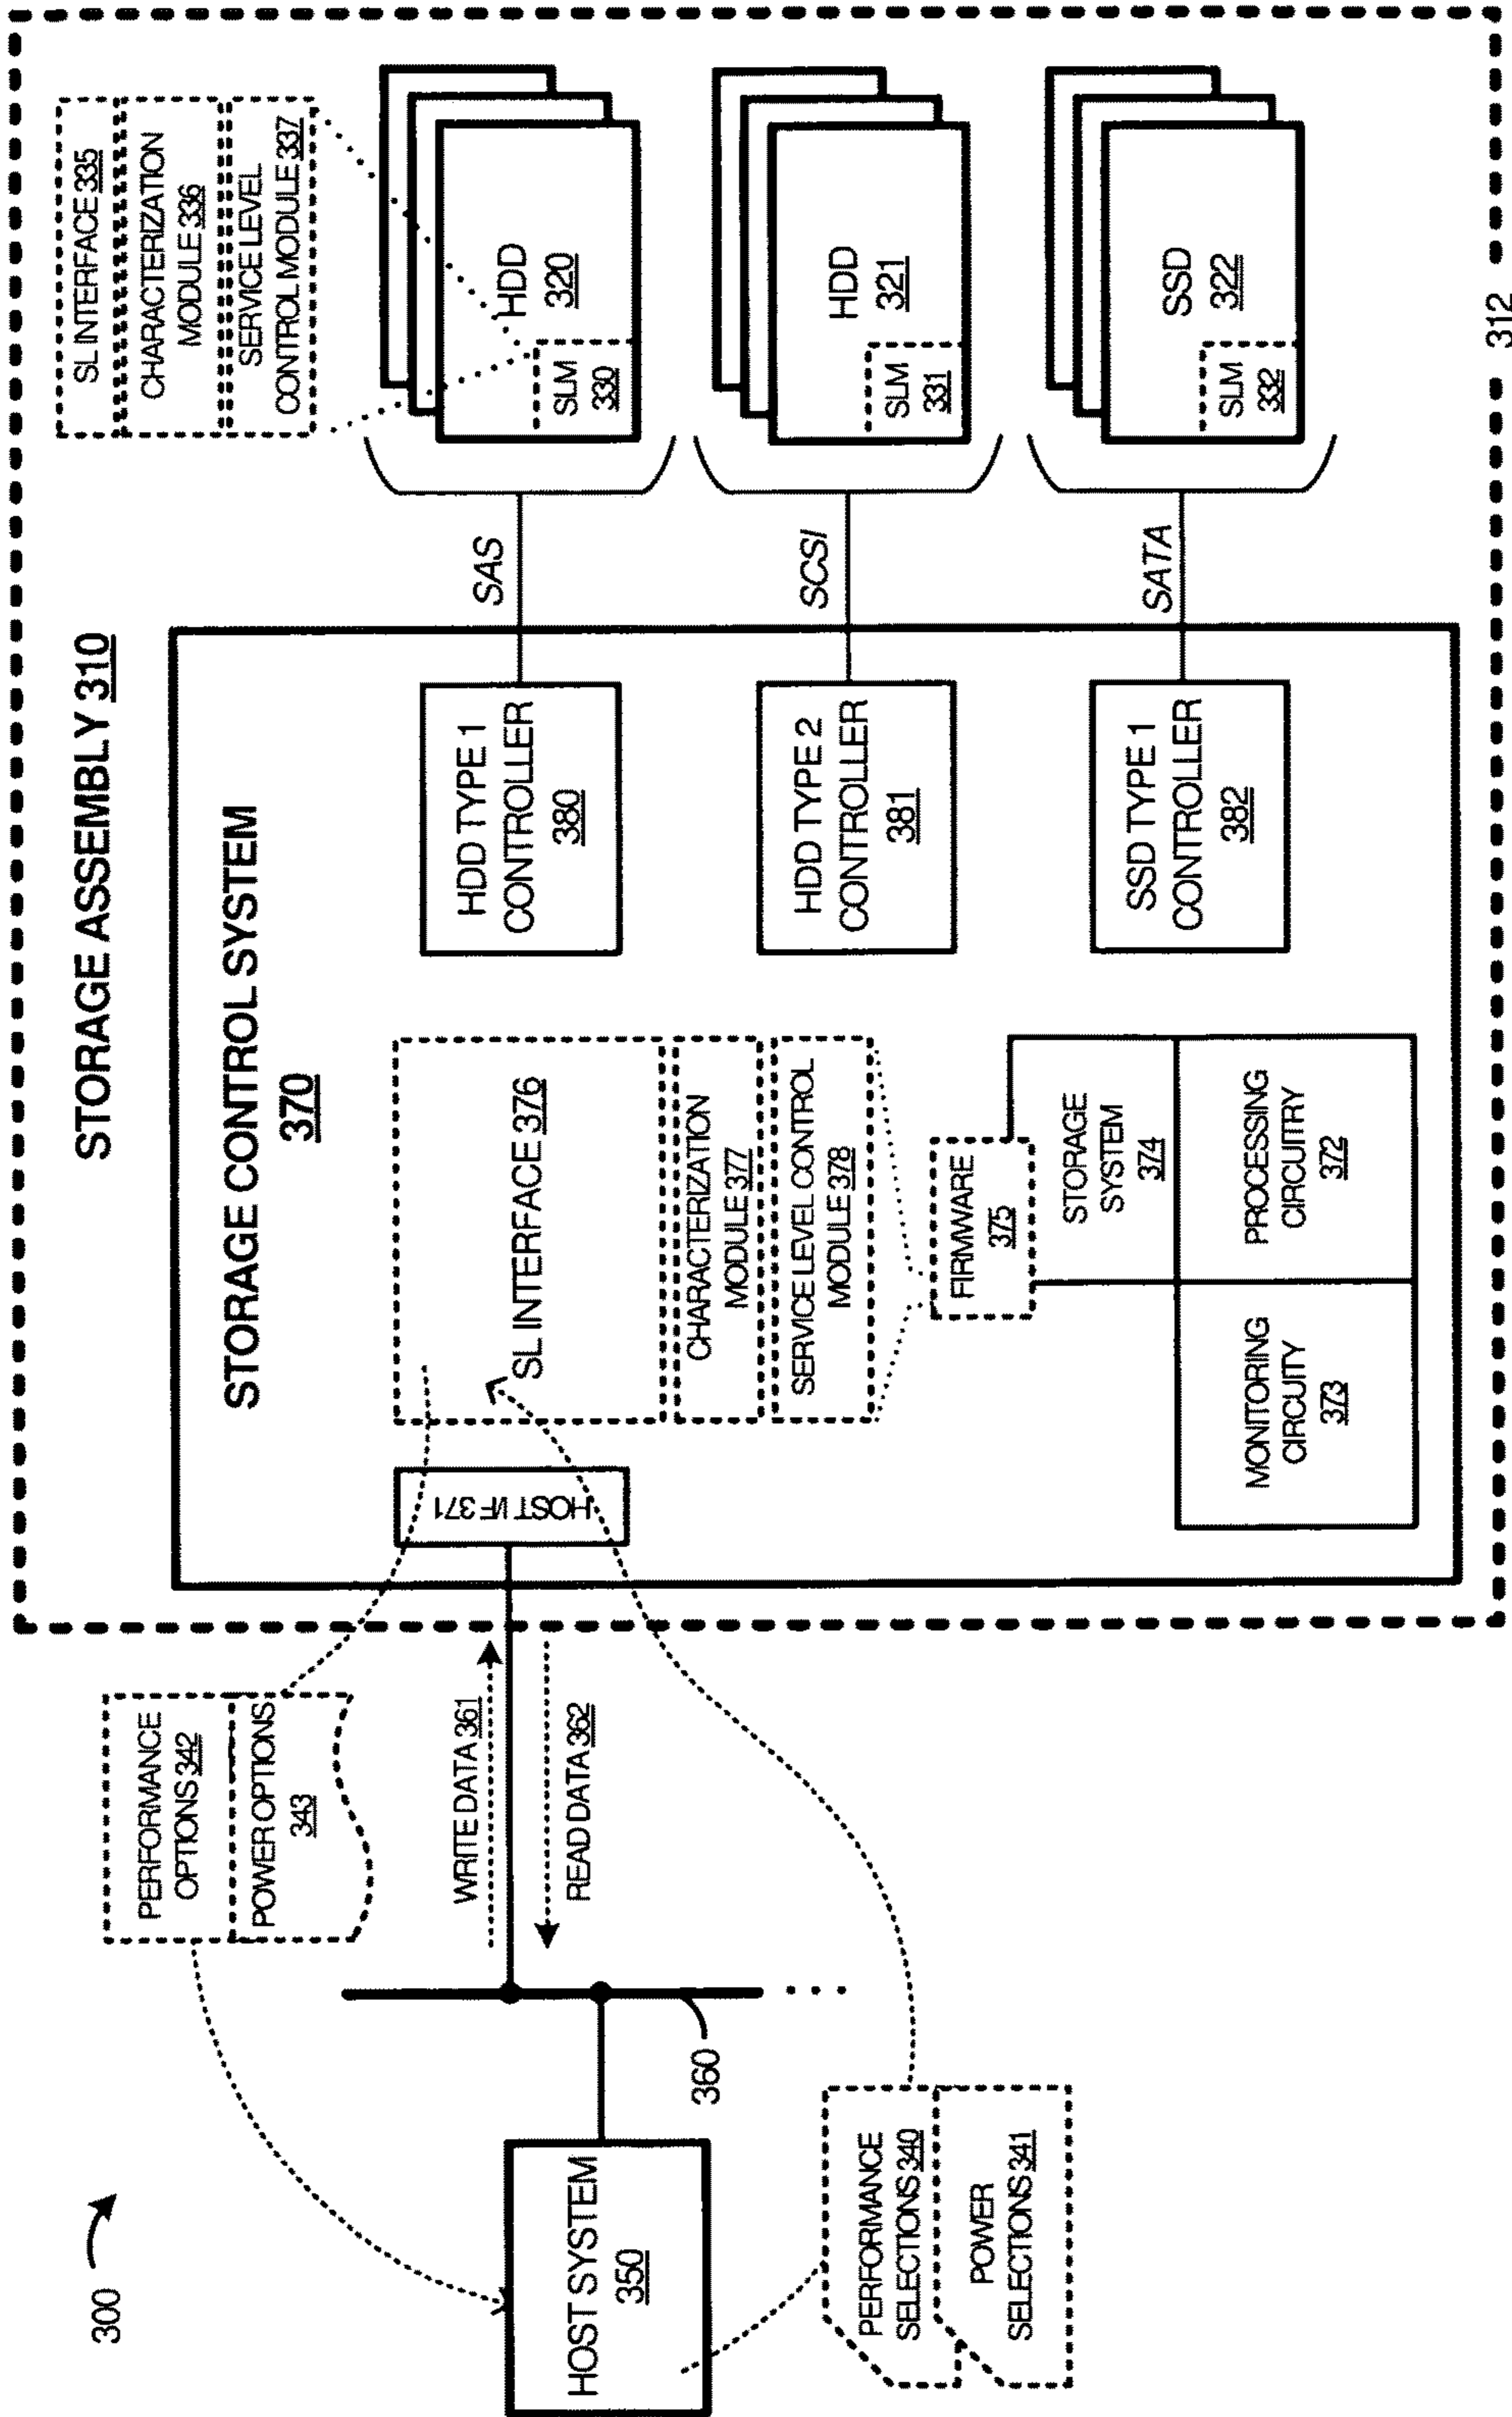 300
HOST SYSTEM
350
PERFORMANCE
OPTIONS 342
POWER OPTIONS
343
WRITE DATA 361
READ DATA 362
360
PERFORMANCE
SELECTIONS 340
POWER
SELECTIONS 341
STORAGE ASSEMBLY 310
STORAGE CONTROL SYSTEM
370
HOST I/F 371
SL INTERFACE 376
CHARACTERIZATION
MODULE 377
SERVICE LEVEL CONTROL
MODULE 378
FIRMWARE
375
STORAGE
SYSTEM
374
MONITORING
CIRCUITY
373
PROCESSING
CIRCUITRY
372
HDD TYPE 1
CONTROLLER
380
HDD TYPE 2
CONTROLLER
381
SSD TYPE 1
CONTROLLER
382
SAS
SCSI
SATA
SL INTERFACE 335
CHARACTERIZATION
MODULE 336
SERVICE LEVEL
CONTROL MODULE 337
HDD
320
SLM
330
HDD
321
SLM
331
SSD
322
SLM
332
312